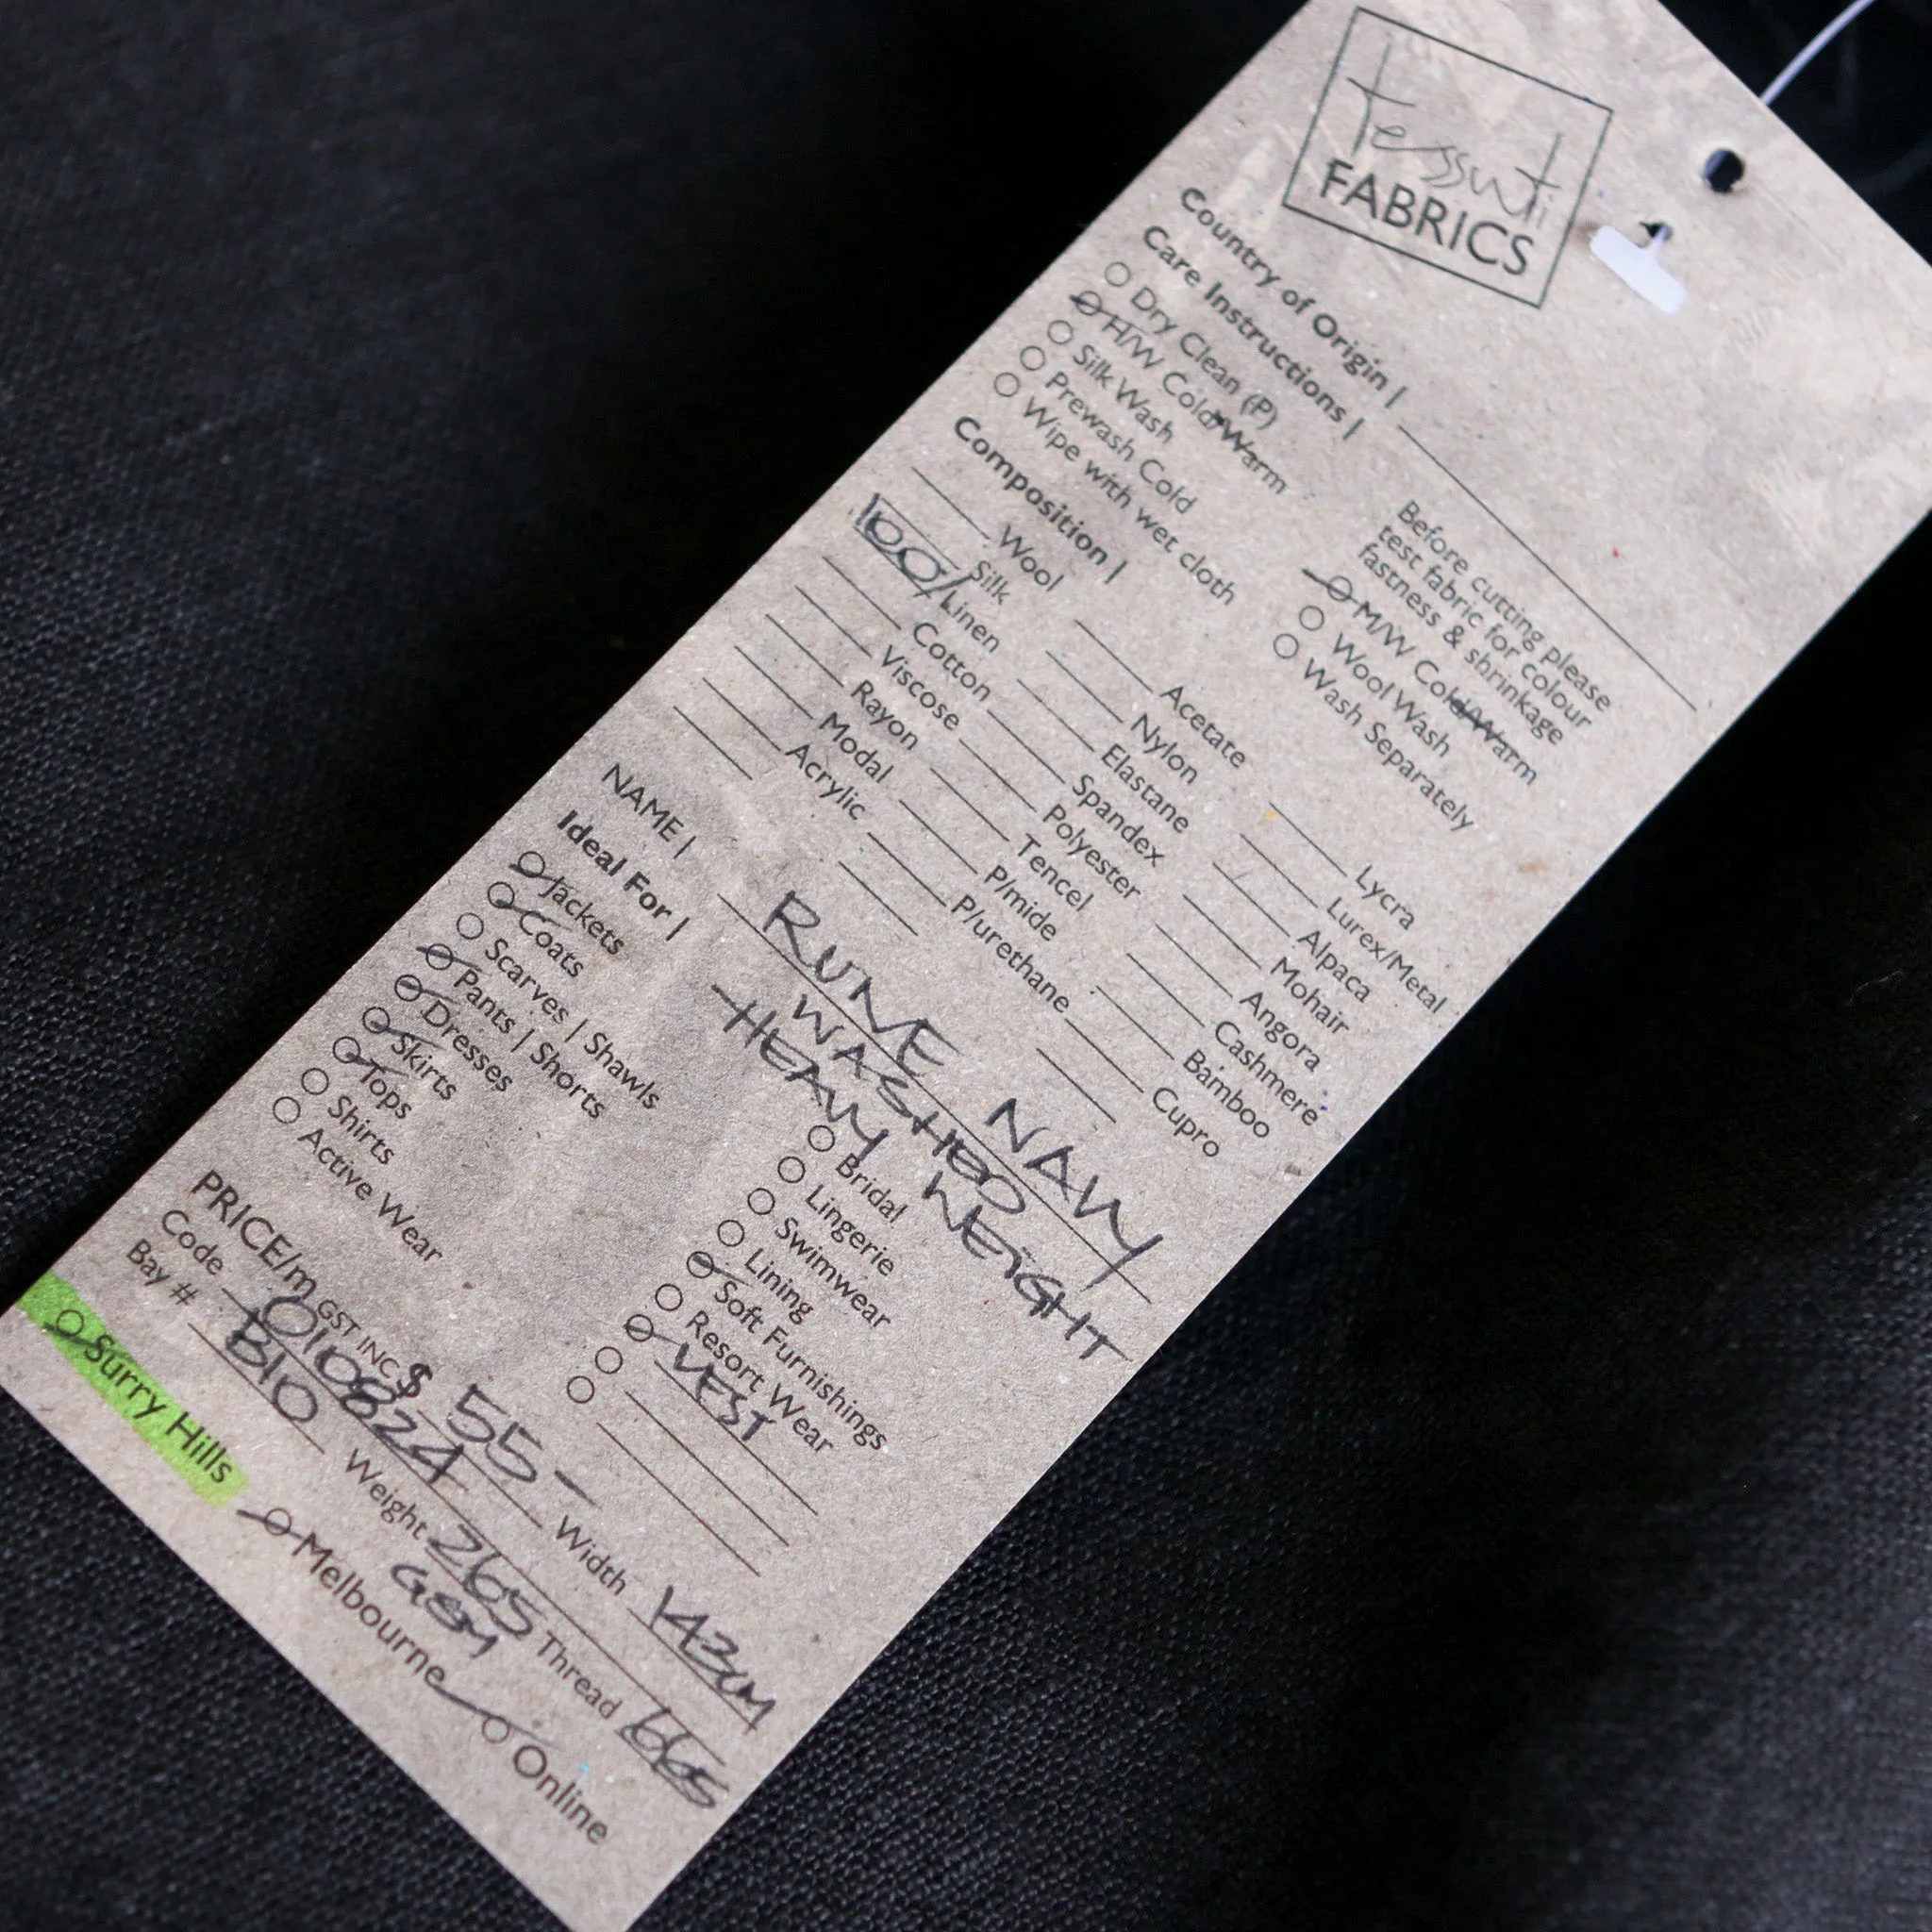 tessuti
FABRICS
Country of Origin |
Care Instructions |
Before cutting please
test fabric for colour
fastness & shrinkage
Dry Clean (P)
H/W Cold/Warm
M/W Cold/Warm
Silk Wash
Wool Wash
Prewash Cold
Wash Separately
Wipe with wet cloth
Composition |
Wool Acetate Lycra
Silk Nylon Lurex/Metal
100% Linen Elastane Alpaca
Cotton Spandex Mohair
Viscose Polyester Angora
Rayon Tencel Cashmere
Modal P/mide Bamboo
Acrylic P/urethane Cupro
NAME | RUNE NAVY
WASHED
-HEAVY WEIGHT
Ideal For |
Jackets Bridal
Coats Lingerie
Scarves | Shawls Swimwear
Pants | Shorts Lining
Dresses Soft Furnishings
Skirts Resort Wear
Tops VEST
Shirts
Active Wear
PRICE/m GST INC $ 55-
Code 010824 Width 143CM
Bay # B10 Weight 265 GSM Thread 1665
Surry Hills Melbourne Online